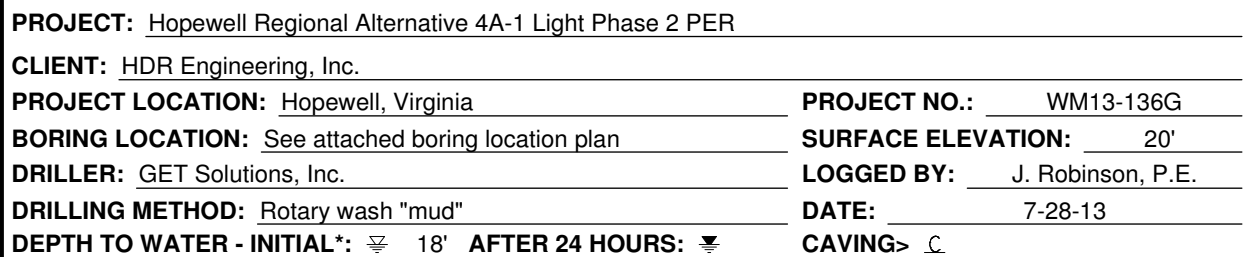 PROJECT: Hopewell Regional Alternative 4A-1 Light Phase 2 PER
CLIENT: HDR Engineering, Inc.
PROJECT LOCATION: Hopewell, Virginia PROJECT NO.: WM13-136G
BORING LOCATION: See attached boring location plan SURFACE ELEVATION: 20'
DRILLER: GET Solutions, Inc. LOGGED BY: J. Robinson, P.E.
DRILLING METHOD: Rotary wash "mud" DATE: 7-28-13
DEPTH TO WATER - INITIAL*: 18' AFTER 24 HOURS: CAVING> C